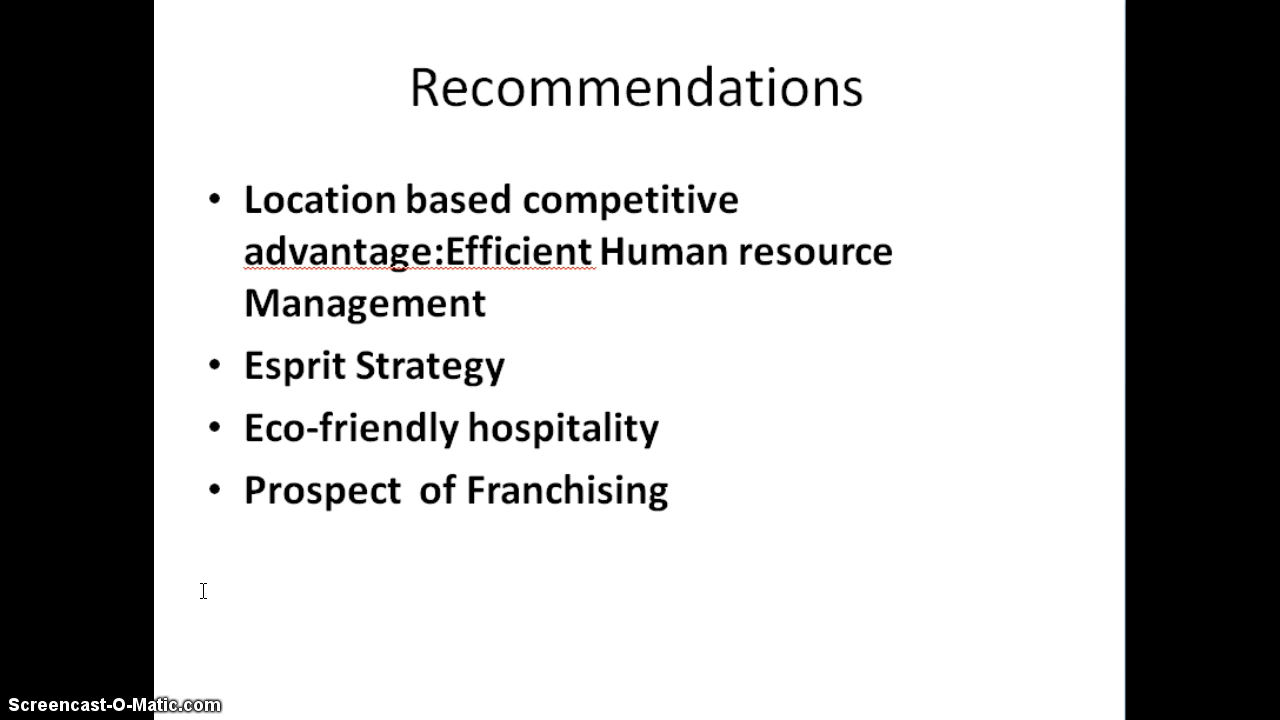 Recommendations
• Location based competitive
advantage:Efficient Human resource
Management
• Esprit Strategy
• Eco-friendly hospitality
• Prospect  of Franchising
Screencast-O-Matic.com